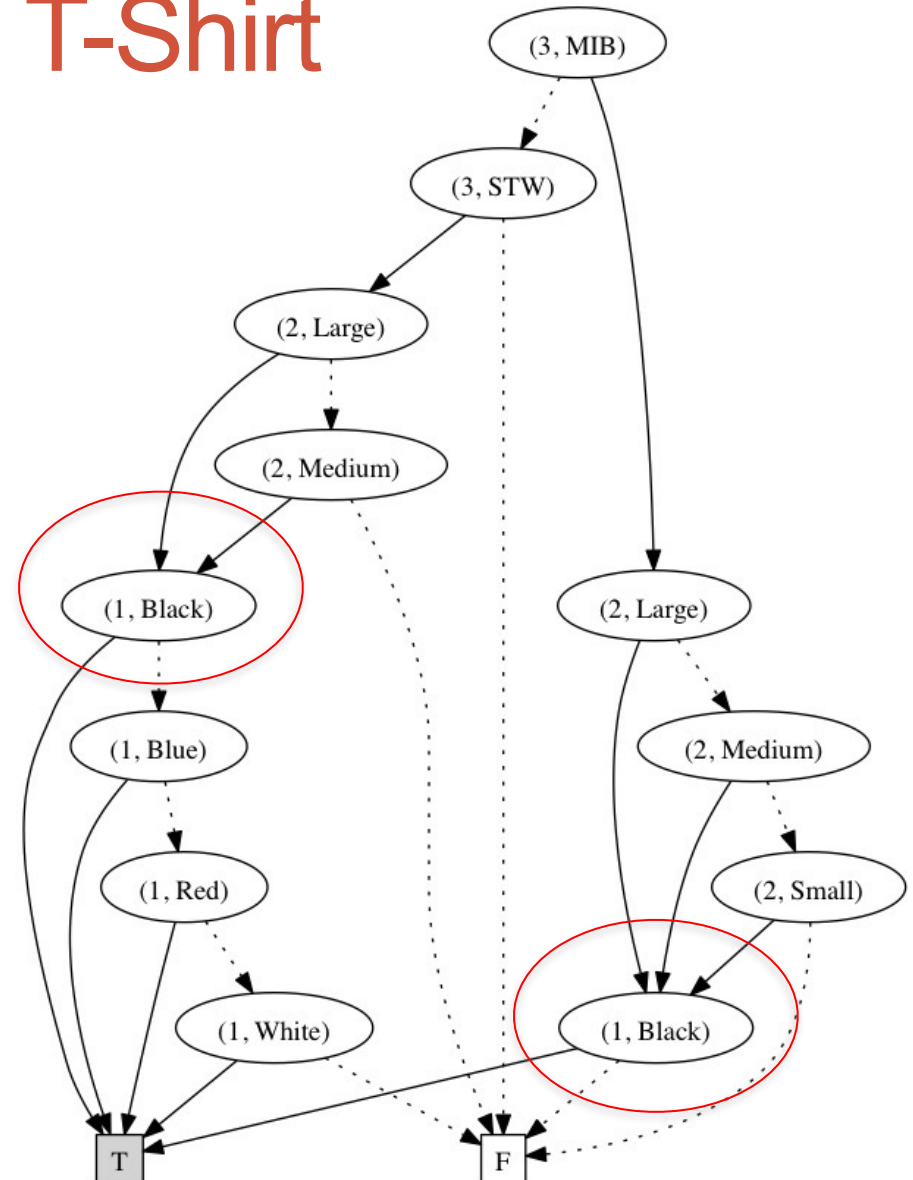 T-Shirt
(3, MIB)
(3, STW)
(2, Large)
(2, Medium)
(1, Black)
(2, Large)
(1, Blue)
(2, Medium)
(1, Red)
(2, Small)
(1, White)
(1, Black)
T
F